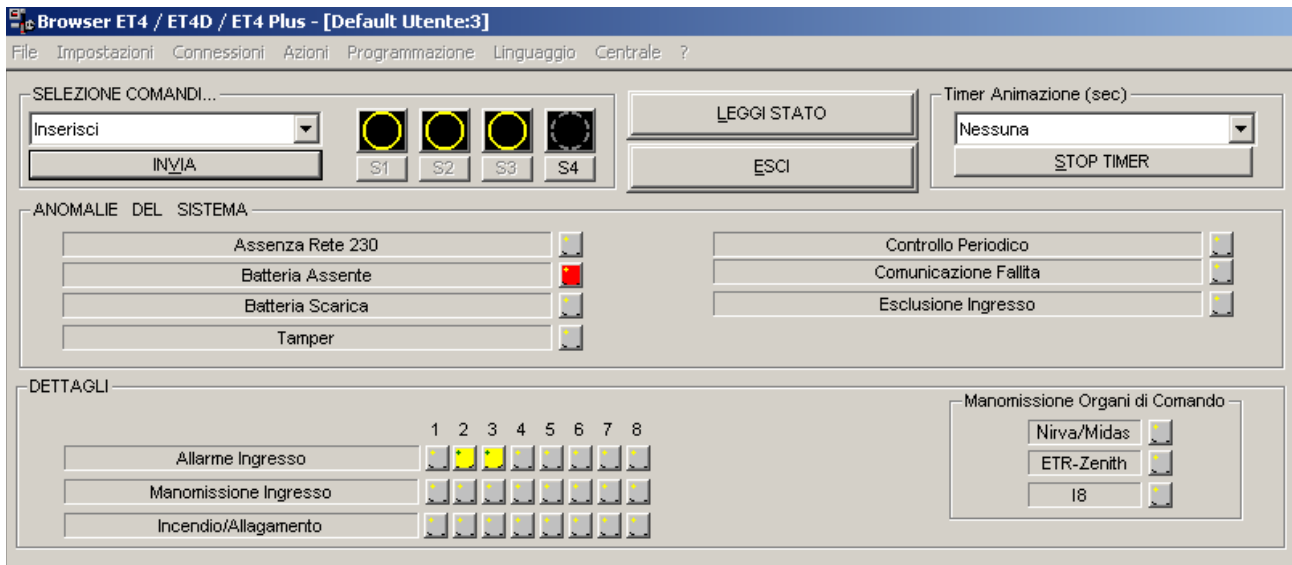 Browser ET4 / ET4D / ET4 Plus - [Default Utente:3]
File Impostazioni Connessioni Azioni Programmazione Linguaggio Centrale ?
SELEZIONE COMANDI...
Inserisci
INVIA
S1 S2 S3 S4
LEGGI STATO
ESCI
Timer Animazione (sec)
Nessuna
STOP TIMER
ANOMALIE DEL SISTEMA
Assenza Rete 230
Batteria Assente
Batteria Scarica
Tamper
Controllo Periodico
Comunicazione Fallita
Esclusione Ingresso
DETTAGLI
1 2 3 4 5 6 7 8
Allarme Ingresso
Manomissione Ingresso
Incendio/Allagamento
Manomissione Organi di Comando
Nirva/Midas
ETR-Zenith
I8